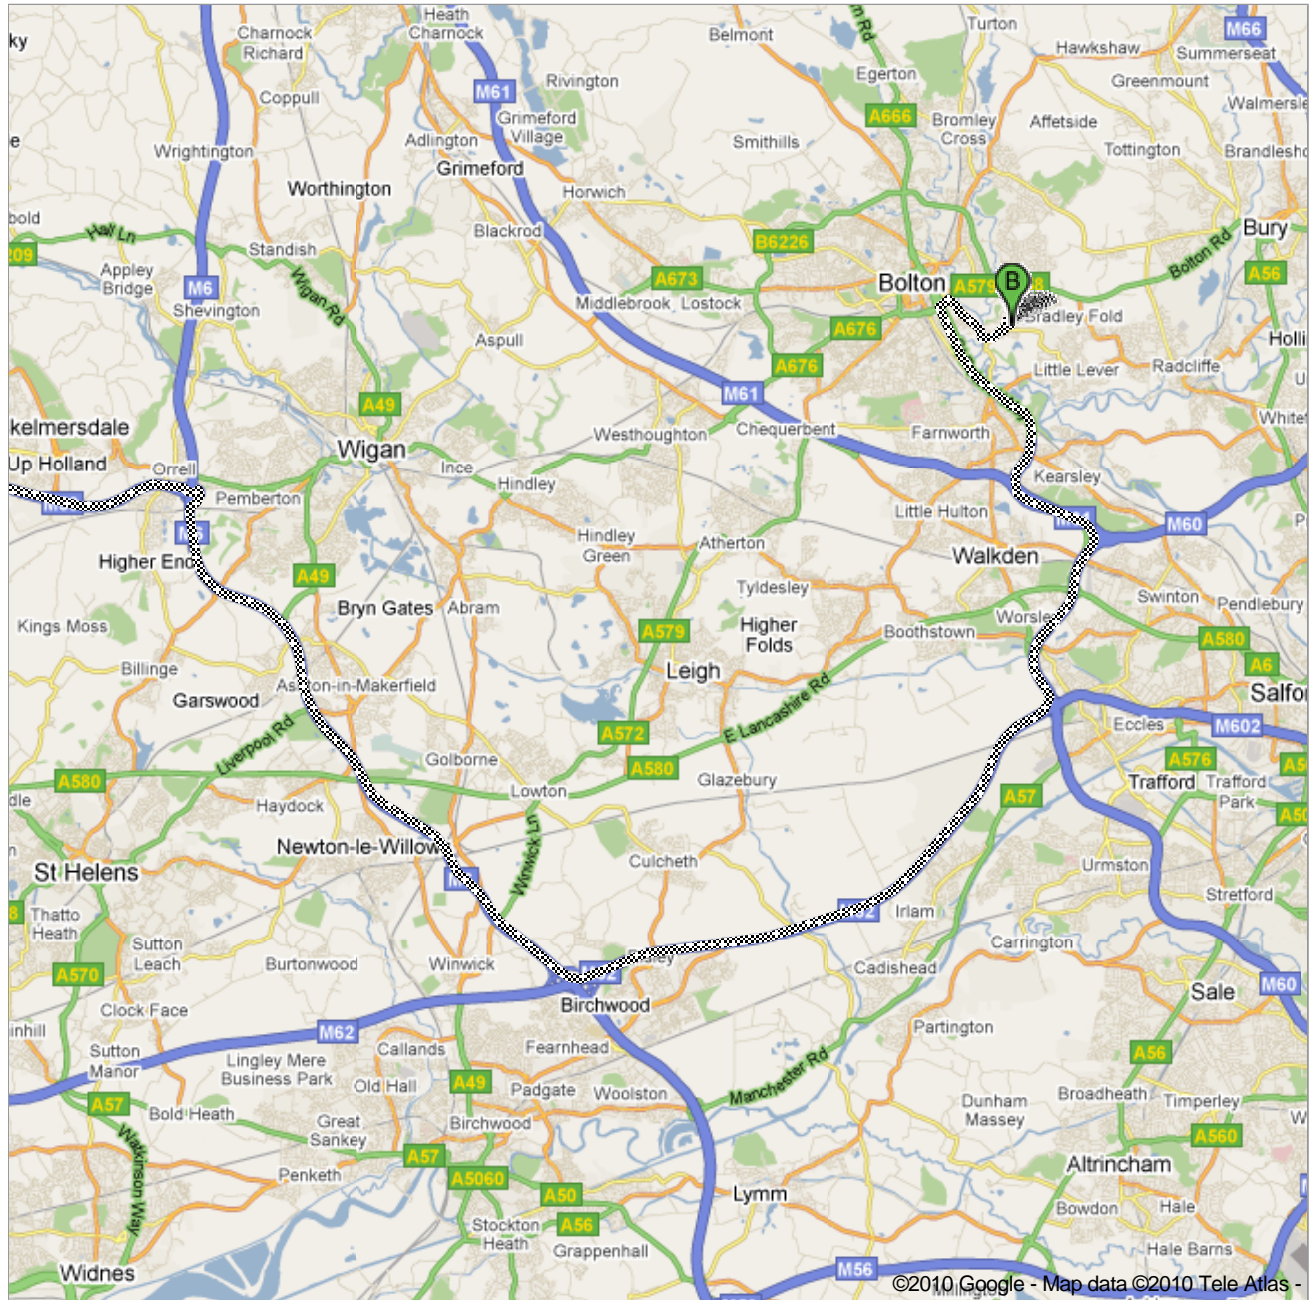 Heath
Charnock
Turton
M66
Charnock
Richard
Belmont
Hawkshaw
Summerseat
ky
Egerton
Rivington
Greenmount
M61
Coppull
Grimeford
Village
A666
Bromley
Cross
Affetside
Adlington
Smithills
Tottington
Wrightington
Grimeford
Worthington
Horwich
Blackrod
Bury
Hall Ln
Standish
B6226
Bolton Rd
A56
Appley
Bridge
Wigan Rd
A673
Bolton
A579
B
M6
Middlebrook
Lostock
Shevington
Bradley Fold
A676
Aspull
A676
Little Lever
Radcliffe
M61
A49
kelmersdale
Westhoughton
Chequerbent
Farnworth
Wigan
Up Holland
Orrell
Ince
Kearsley
Pemberton
Hindley
Little Hulton
M60
Higher End
Hindley
Green
Atherton
Walkden
A49
Tyldesley
Bryn Gates
Abram
Swinton
Pendlebury
Kings Moss
A579
Higher
Folds
Boothstown
A580
Billinge
Leigh
A6
Garswood
E Lancashire Rd
Liverpool Rd
A572
Eccles
M602
Golborne
A580
Glazebury
A576
A580
Lowton
Trafford
Trafford
Park
Haydock
A57
Winwick Ln
Newton-le-Willow
Culcheth
Urmston
St Helens
Stretford
Thatto
Heath
Irlam
Carrington
Sutton
Leach
Burtonwood
Winwick
Cadishead
A570
M60
Birchwood
Sale
Clock Face
Partington
M62
Callands
Fearnhead
Sutton
Manor
Lingley Mere
Business Park
Manchester Rd
A56
Old Hall
A49
Padgate
Woolston
Broadheath
Timperley
A57
Bold Heath
Dunham
Massey
Great
Sankey
Birchwood
A560
Watkinson Way
A57
Altrincham
Penketh
A5060
A50
Lymm
Bowdon
Hale
A56
Stockton
Heath
Grappenhall
Hale Barns
Widnes
M56
©2010 Google - Map data ©2010 Tele Atlas -